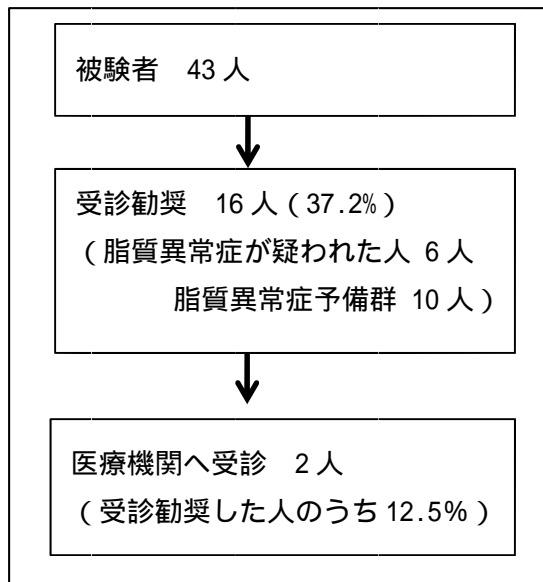 被験者　43 人
受診勧奨　16 人（37.2%）
（脂質異常症が疑われた人 6 人
脂質異常症予備群 10 人）
医療機関へ受診　2 人
（受診勧奨した人のうち 12.5%）